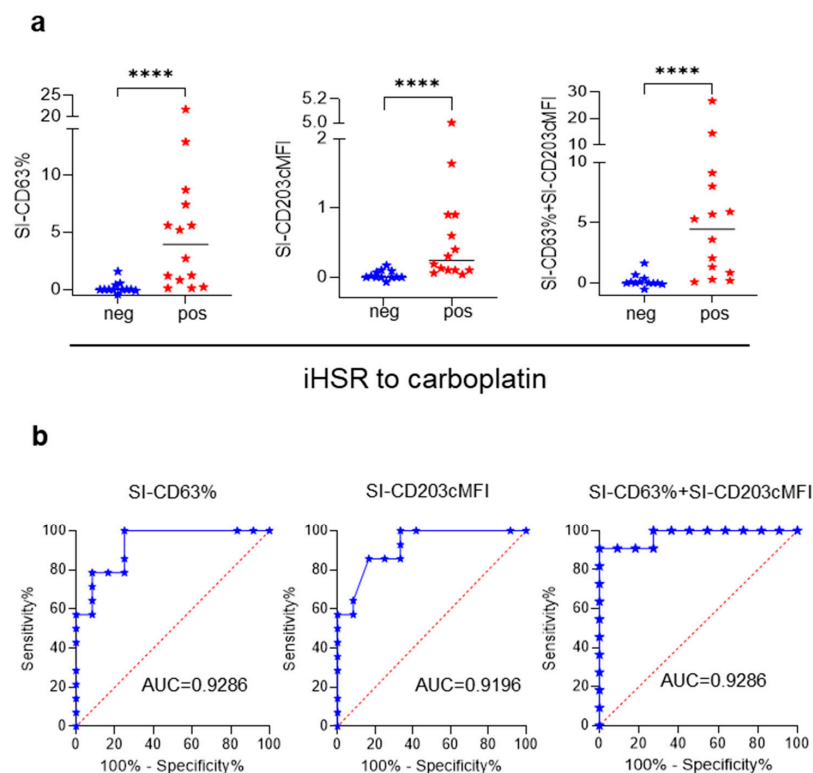 a
****
****
****
SI-CD63%
25
20
10
5
0
neg
pos
SI-CD203cMFI
5.2
5.0
2
1
0
neg
pos
SI-CD63%+SI-CD203cMFI
30
20
10
5
0
neg
pos
iHSR to carboplatin
b
SI-CD63%
Sensitivity%
100
80
60
40
20
0
AUC=0.9286
0 20 40 60 80 100
100% - Specificity%
SI-CD203cMFI
Sensitivity%
100
80
60
40
20
0
AUC=0.9196
0 20 40 60 80 100
100% - Specificity%
SI-CD63%+SI-CD203cMFI
Sensitivity%
100
80
60
40
20
0
AUC=0.9286
0 20 40 60 80 100
100% - Specificity%